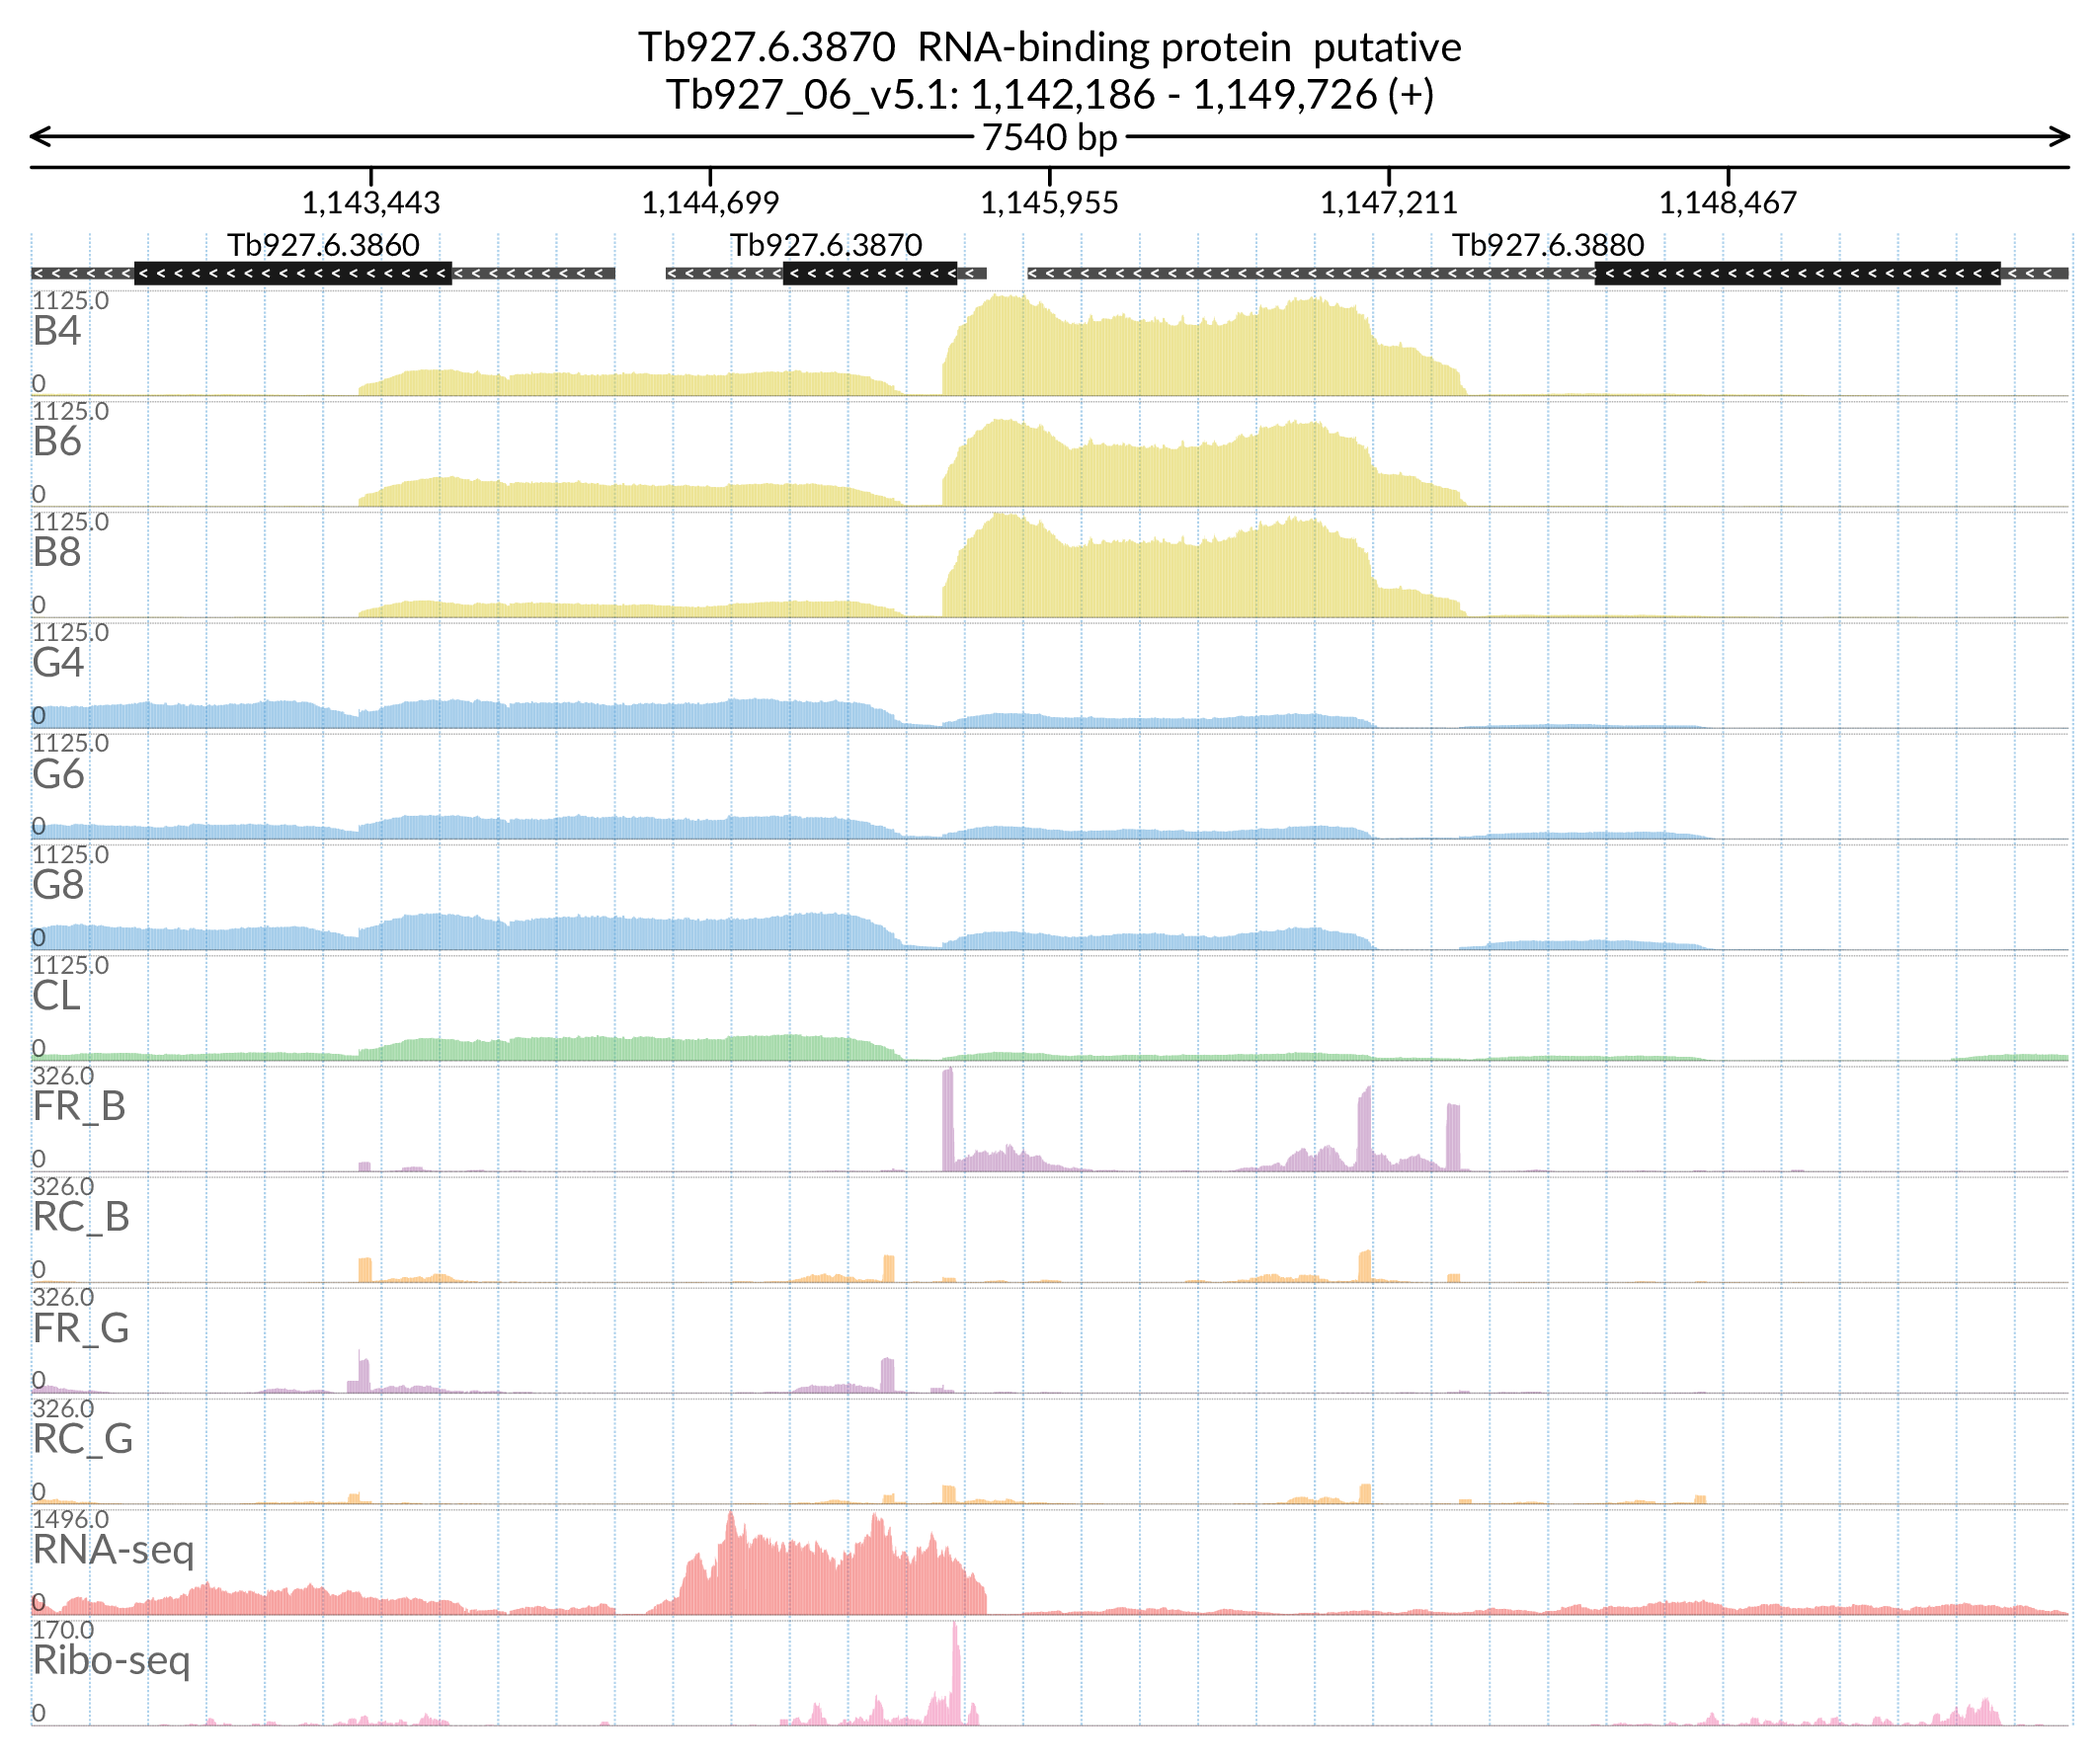 Tb927.6.3870  RNA-binding protein  putative
Tb927_06_v5.1: 1,142,186 - 1,149,726 (+)
7540 bp
1,143,443 1,144,699 1,145,955 1,147,211 1,148,467
Tb927.6.3860 Tb927.6.3870 Tb927.6.3880
1125.0
B4
0
1125.0
B6
0
1125.0
B8
0
1125.0
G4
0
1125.0
G6
0
1125.0
G8
0
1125.0
CL
0
326.0
FR_B
0
326.0
RC_B
0
326.0
FR_G
0
326.0
RC_G
0
1496.0
RNA-seq
0
170.0
Ribo-seq
0